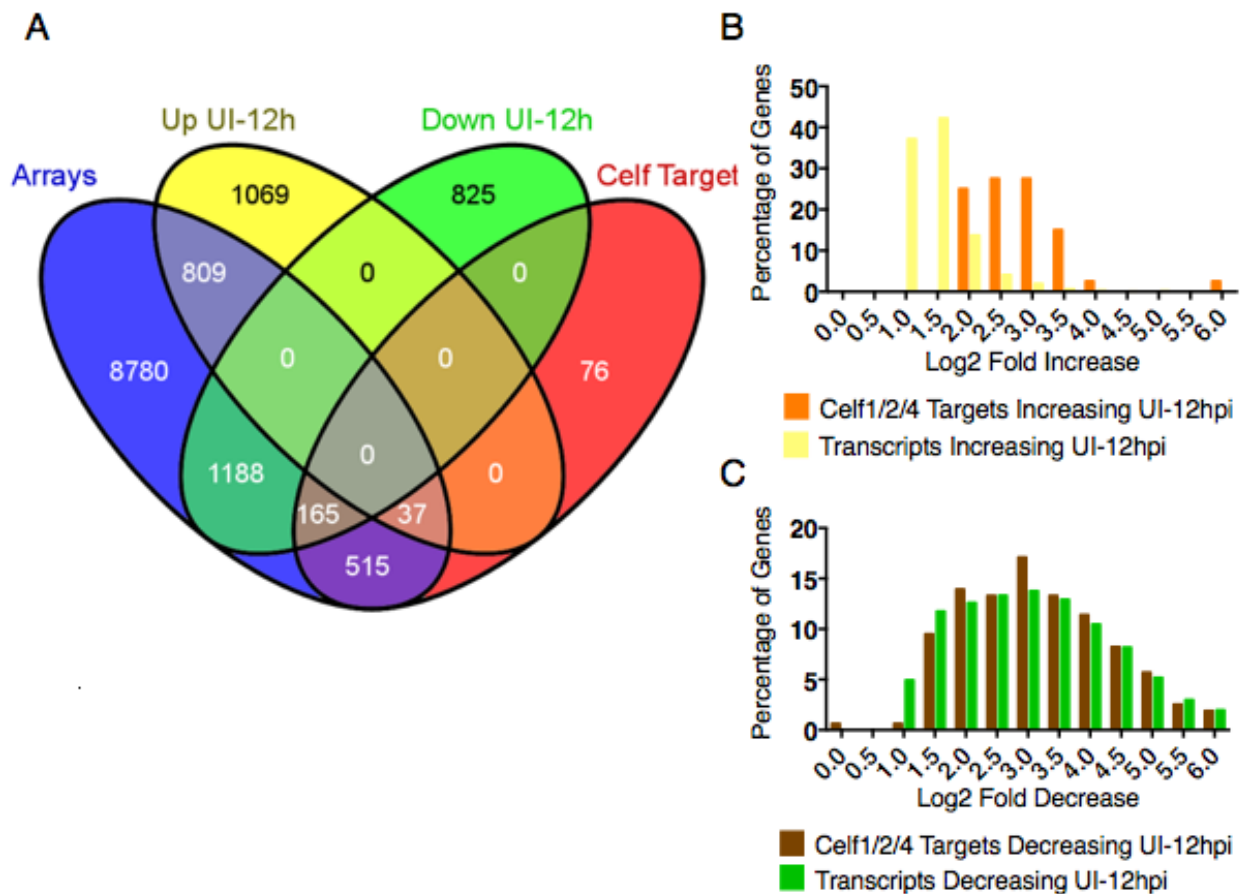 A
Up UI-12h
Down UI-12h
Arrays
Celf Target
1069
825
809
0
0
8780
0
0
76
1188
0
0
165
37
515
B
Percentage of Genes
50
40
30
20
10
0
0.0 0.5 1.0 1.5 2.0 2.5 3.0 3.5 4.0 4.5 5.0 5.5 6.0
Log2 Fold Increase
Celf1/2/4 Targets Increasing UI-12hpi
Transcripts Increasing UI-12hpi
C
Percentage of Genes
20
15
10
5
0
0.0 0.5 1.0 1.5 2.0 2.5 3.0 3.5 4.0 4.5 5.0 5.5 6.0
Log2 Fold Decrease
Celf1/2/4 Targets Decreasing UI-12hpi
Transcripts Decreasing UI-12hpi